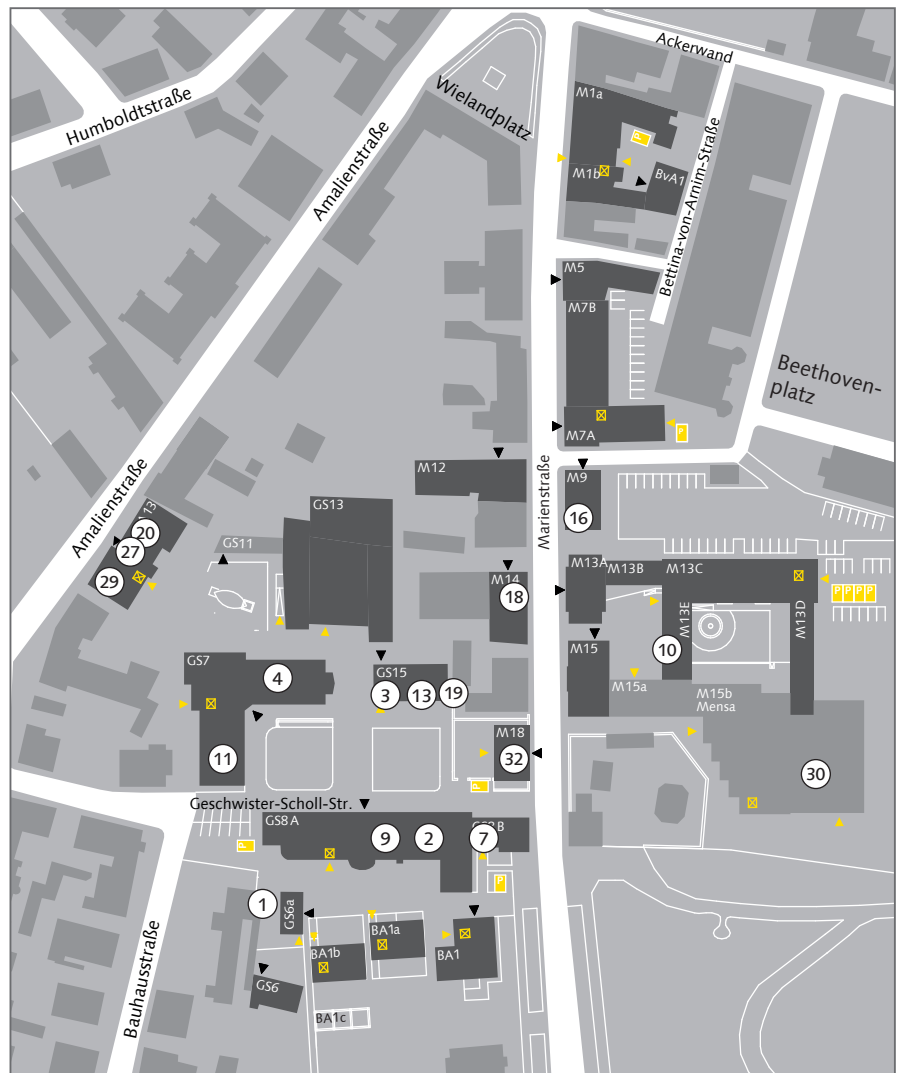 Ackerwand
Humboldtstraße
Wielandplatz
Amalienstraße
M1a
P
M1b
BvA1
Bettina-von-Arnim-Straße
M5
M7B
M7A
P
Beethoven-
platz
Amalienstraße
M12
Marienstraße
M9
16
GS13
GS11
20
27
29
M14
18
M13A
M13B
M13C
M13E
M13D
P P P P
10
M15
M15a
M15b
Mensa
30
GS7
4
11
GS15
3
13
19
M18
32
P
Geschwister-Scholl-Str.
GS8A
9
2
7
P
P
1
GS6a
GS6
BA1b
BA1a
BA1
BA1c
Bauhausstraße